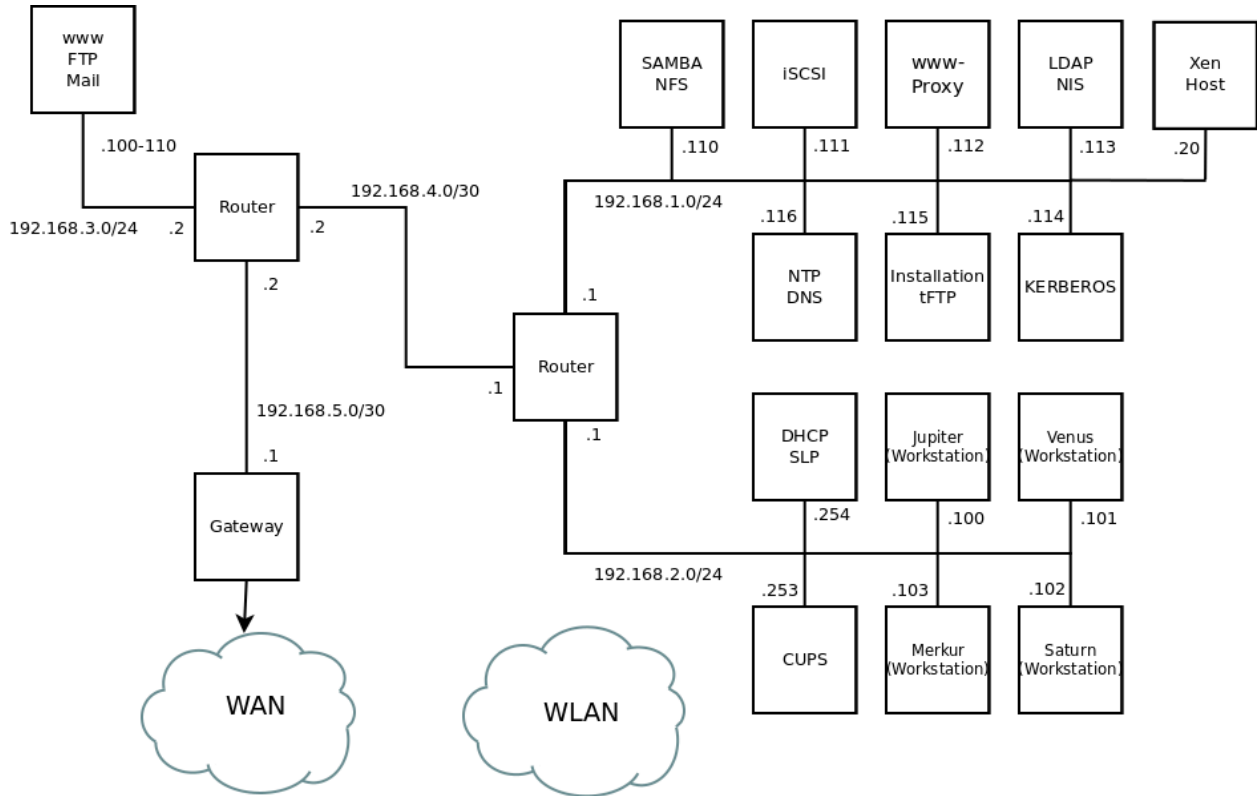 www
FTP
Mail
SAMBA
NFS
iSCSI
www-
Proxy
LDAP
NIS
Xen
Host
.100-110
.110
.111
.112
.113
.20
192.168.4.0/30
192.168.1.0/24
Router
192.168.3.0/24
.2
.2
.2
.116
.115
.114
NTP
DNS
Installation
tFTP
KERBEROS
.1
Router
.1
.1
192.168.5.0/30
.1
Gateway
DHCP
SLP
Jupiter
(Workstation)
Venus
(Workstation)
.254
.100
.101
192.168.2.0/24
.253
.103
.102
CUPS
Merkur
(Workstation)
Saturn
(Workstation)
WAN
WLAN